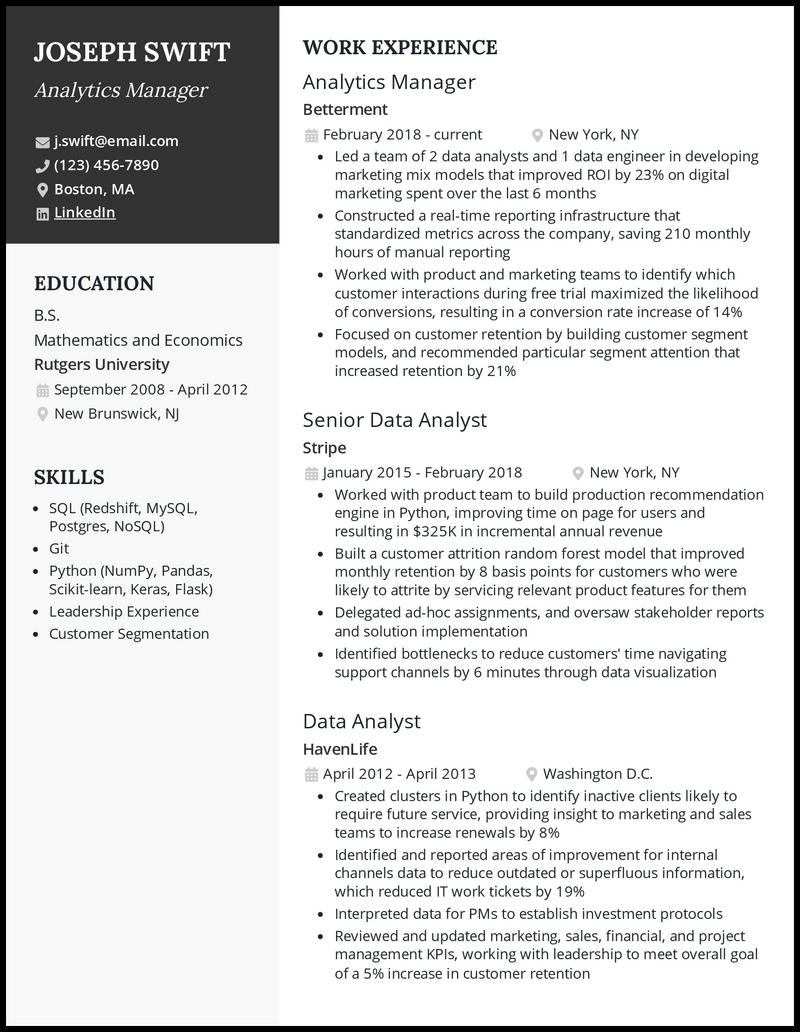 JOSEPH SWIFT
Analytics Manager
j.swift@email.com
(123) 456-7890
Boston, MA
LinkedIn
EDUCATION
B.S.
Mathematics and Economics
Rutgers University
September 2008 - April 2012
New Brunswick, NJ
SKILLS
• SQL (Redshift, MySQL,
Postgres, NoSQL)
• Git
• Python (NumPy, Pandas,
Scikit-learn, Keras, Flask)
• Leadership Experience
• Customer Segmentation
WORK EXPERIENCE
Analytics Manager
Betterment
February 2018 - current New York, NY
• Led a team of 2 data analysts and 1 data engineer in developing
marketing mix models that improved ROI by 23% on digital
marketing spent over the last 6 months
• Constructed a real-time reporting infrastructure that
standardized metrics across the company, saving 210 monthly
hours of manual reporting
• Worked with product and marketing teams to identify which
customer interactions during free trial maximized the likelihood
of conversions, resulting in a conversion rate increase of 14%
• Focused on customer retention by building customer segment
models, and recommended particular segment attention that
increased retention by 21%
Senior Data Analyst
Stripe
January 2015 - February 2018 New York, NY
• Worked with product team to build production recommendation
engine in Python, improving time on page for users and
resulting in $325K in incremental annual revenue
• Built a customer attrition random forest model that improved
monthly retention by 8 basis points for customers who were
likely to attrite by servicing relevant product features for them
• Delegated ad-hoc assignments, and oversaw stakeholder reports
and solution implementation
• Identified bottlenecks to reduce customers' time navigating
support channels by 6 minutes through data visualization
Data Analyst
HavenLife
April 2012 - April 2013 Washington D.C.
• Created clusters in Python to identify inactive clients likely to
require future service, providing insight to marketing and sales
teams to increase renewals by 8%
• Identified and reported areas of improvement for internal
channels data to reduce outdated or superfluous information,
which reduced IT work tickets by 19%
• Interpreted data for PMs to establish investment protocols
• Reviewed and updated marketing, sales, financial, and project
management KPIs, working with leadership to meet overall goal
of a 5% increase in customer retention